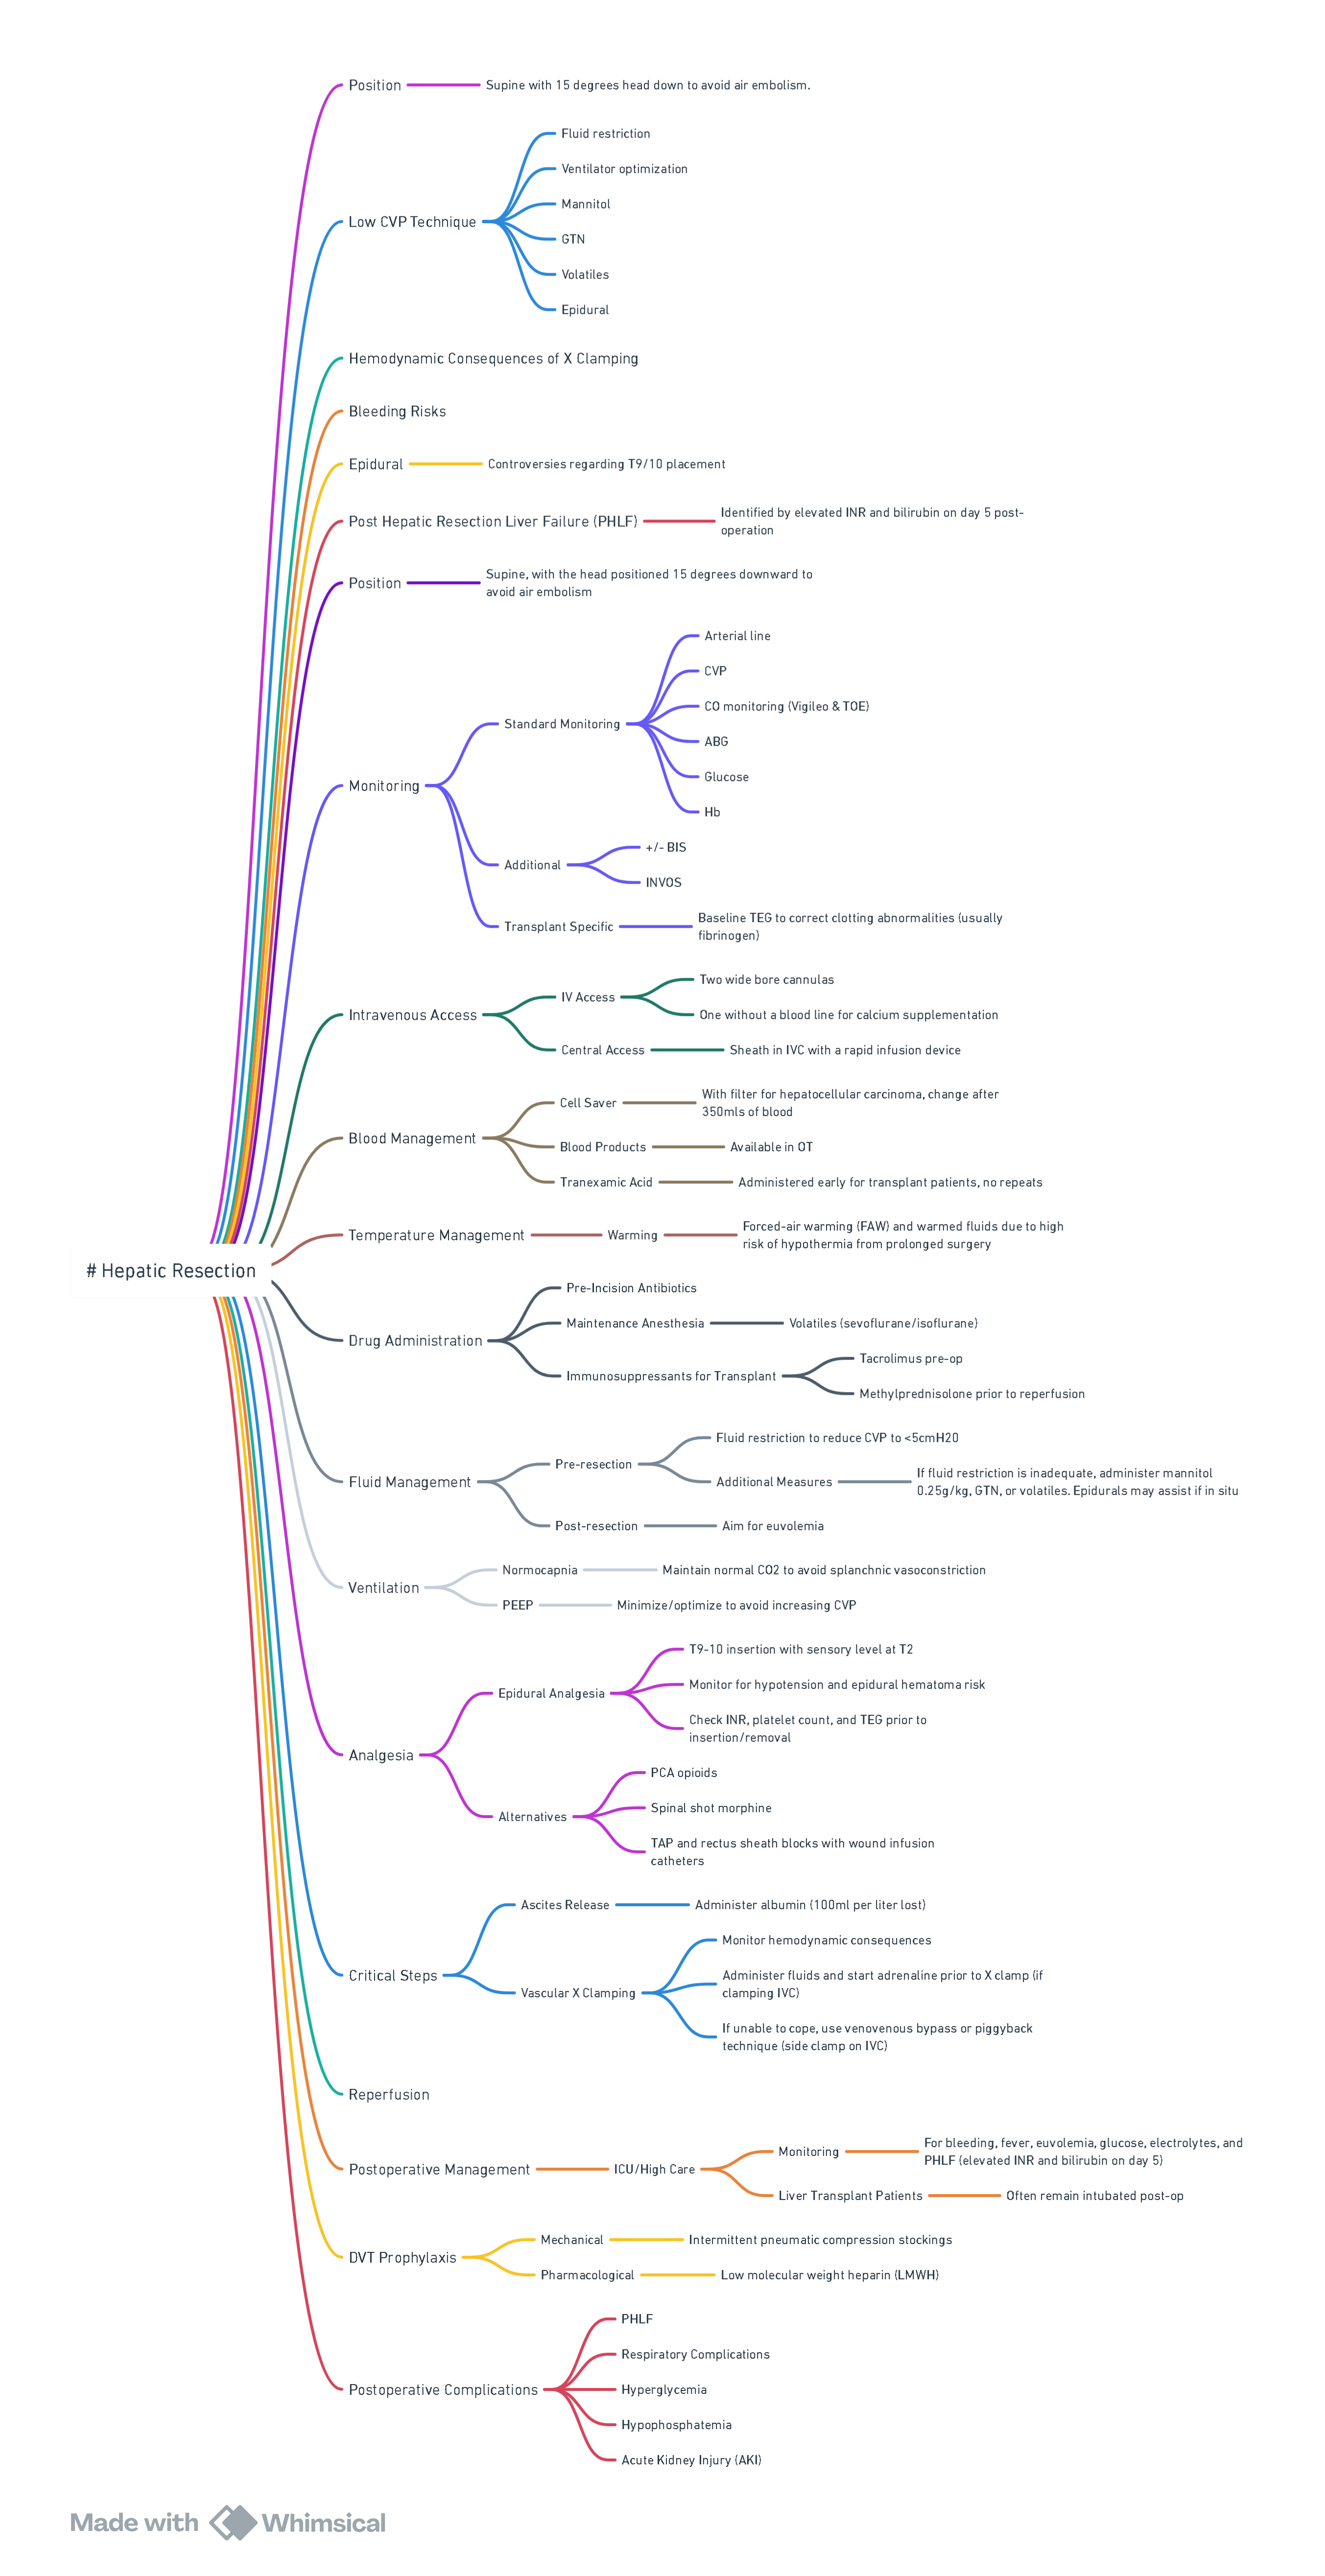 Position
Supine with 15 degrees head down to avoid air embolism.
Low CVP Technique
Fluid restriction
Ventilator optimization
Mannitol
GTN
Volatiles
Epidural
Hemodynamic Consequences of X Clamping
Bleeding Risks
Epidural
Controversies regarding T9/10 placement
Post Hepatic Resection Liver Failure (PHLF)
Identified by elevated INR and bilirubin on day 5 post-
operation
Position
Supine, with the head positioned 15 degrees downward to
avoid air embolism
Monitoring
Standard Monitoring
Arterial line
CVP
CO monitoring (Vigileo & TOE)
ABG
Glucose
Hb
Additional
+/- BIS
INVOS
Transplant Specific
Baseline TEG to correct clotting abnormalities (usually
fibrinogen)
Intravenous Access
IV Access
Two wide bore cannulas
One without a blood line for calcium supplementation
Central Access
Sheath in IVC with a rapid infusion device
Blood Management
Cell Saver
With filter for hepatocellular carcinoma, change after
350mls of blood
Blood Products
Available in OT
Tranexamic Acid
Administered early for transplant patients, no repeats
Temperature Management
Warming
Forced-air warming (FAW) and warmed fluids due to high
risk of hypothermia from prolonged surgery
# Hepatic Resection
Drug Administration
Pre-Incision Antibiotics
Maintenance Anesthesia
Volatiles (sevoflurane/isoflurane)
Immunosuppressants for Transplant
Tacrolimus pre-op
Methylprednisolone prior to reperfusion
Fluid Management
Pre-resection
Fluid restriction to reduce CVP to <5cmH20
Additional Measures
If fluid restriction is inadequate, administer mannitol
0.25g/kg, GTN, or volatiles. Epidurals may assist if in situ
Post-resection
Aim for euvolemia
Ventilation
Normocapnia
Maintain normal CO2 to avoid splanchnic vasoconstriction
PEEP
Minimize/optimize to avoid increasing CVP
Analgesia
Epidural Analgesia
T9-10 insertion with sensory level at T2
Monitor for hypotension and epidural hematoma risk
Check INR, platelet count, and TEG prior to
insertion/removal
Alternatives
PCA opioids
Spinal shot morphine
TAP and rectus sheath blocks with wound infusion
catheters
Critical Steps
Ascites Release
Administer albumin (100ml per liter lost)
Vascular X Clamping
Monitor hemodynamic consequences
Administer fluids and start adrenaline prior to X clamp (if
clamping IVC)
If unable to cope, use venovenous bypass or piggyback
technique (side clamp on IVC)
Reperfusion
Postoperative Management
ICU/High Care
Monitoring
For bleeding, fever, euvolemia, glucose, electrolytes, and
PHLF (elevated INR and bilirubin on day 5)
Liver Transplant Patients
Often remain intubated post-op
DVT Prophylaxis
Mechanical
Intermittent pneumatic compression stockings
Pharmacological
Low molecular weight heparin (LMWH)
Postoperative Complications
PHLF
Respiratory Complications
Hyperglycemia
Hypophosphatemia
Acute Kidney Injury (AKI)
Made with Whimsical